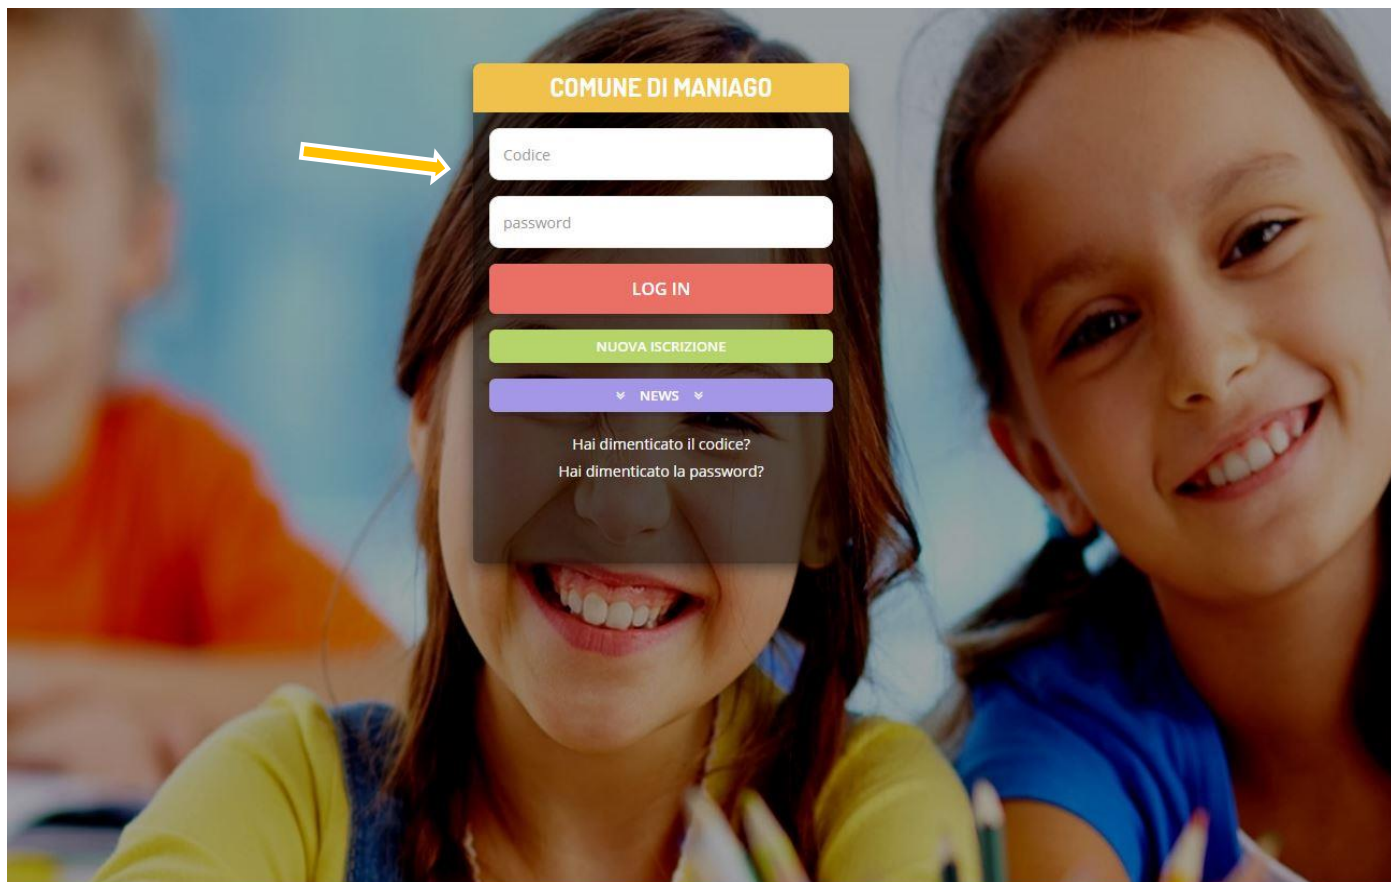 COMUNE DI MANIAGO
Codice
password
LOG IN
NUOVA ISCRIZIONE
NEWS
Hai dimenticato il codice?
Hai dimenticato la password?